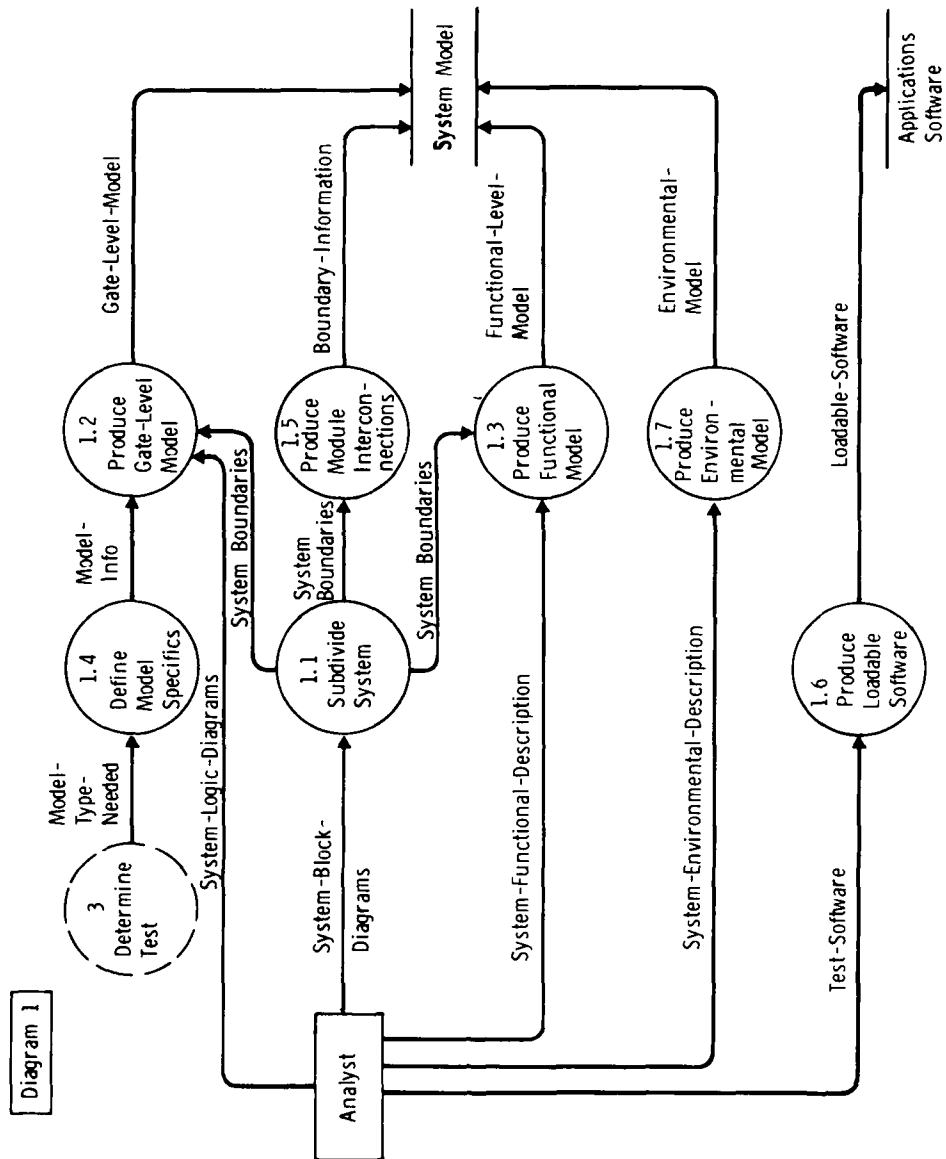 Diagram 1
3
Determine
Test
Model-
Type-
Needed
1.4
Define
Model
Specifics
Model-
Info
1.2
Produce
Gate-Level
Model
Gate-Level-Model
System-Logic-Diagrams
System Boundaries
Analyst
System-Block-
Diagrams
1.1
Subdivide
System
System
Boundaries
1.5
Produce
Module
Intercon-
nections
Boundary-Information
System Model
System Boundaries
System-Functional-Description
1.3
Produce
Functional
Model
Functional-Level-
Model
System-Environmental-Description
1.7
Produce
Environ-
mental
Model
Environmental-
Model
Test-Software
1.6
Produce
Loadable
Software
Loadable-Software
Applications
Software